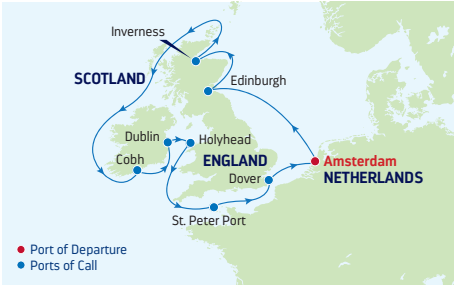 Inverness
SCOTLAND
Edinburgh
Dublin
Holyhead
Cobh
ENGLAND
Amsterdam
Dover
NETHERLANDS
St. Peter Port
Port of Departure
Ports of Call